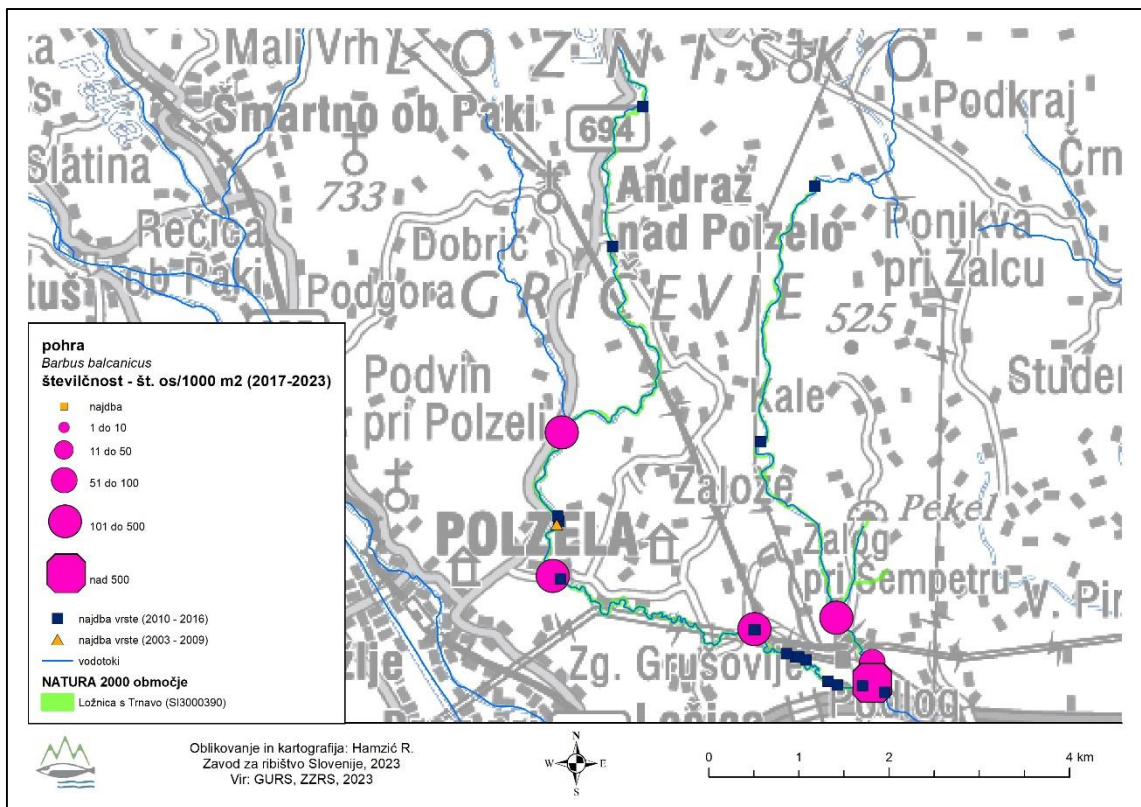 LOZNIŠKO
Mali Vrh
Podkraj
Šmartno ob Paki
694
Slatina
733
Andraž
nad Polzelo
Ponikva
pri Žalcu
Rečica
ob Paki
Dobrič
Podgora
GRIČEVJE
525
Podvin
pri Polzeli
Kale
Založe
Pekel
POLZELA
Zalog
pri Šempetru
Zg. Grušovlje
Podlog
pohra
Barbus balcanicus
številčnost - št. os/1000 m2 (2017-2023)
najdba
1 do 10
11 do 50
51 do 100
101 do 500
nad 500
najdba vrste (2010 - 2016)
najdba vrste (2003 - 2009)
vodotoki
NATURA 2000 območje
Ložnica s Trnavo (SI3000390)
Oblikovanje in kartografija: Hamzić R.
Zavod za ribištvo Slovenije, 2023
Vir: GURS, ZZRS, 2023
N
W E
S
0 1 2 4 km